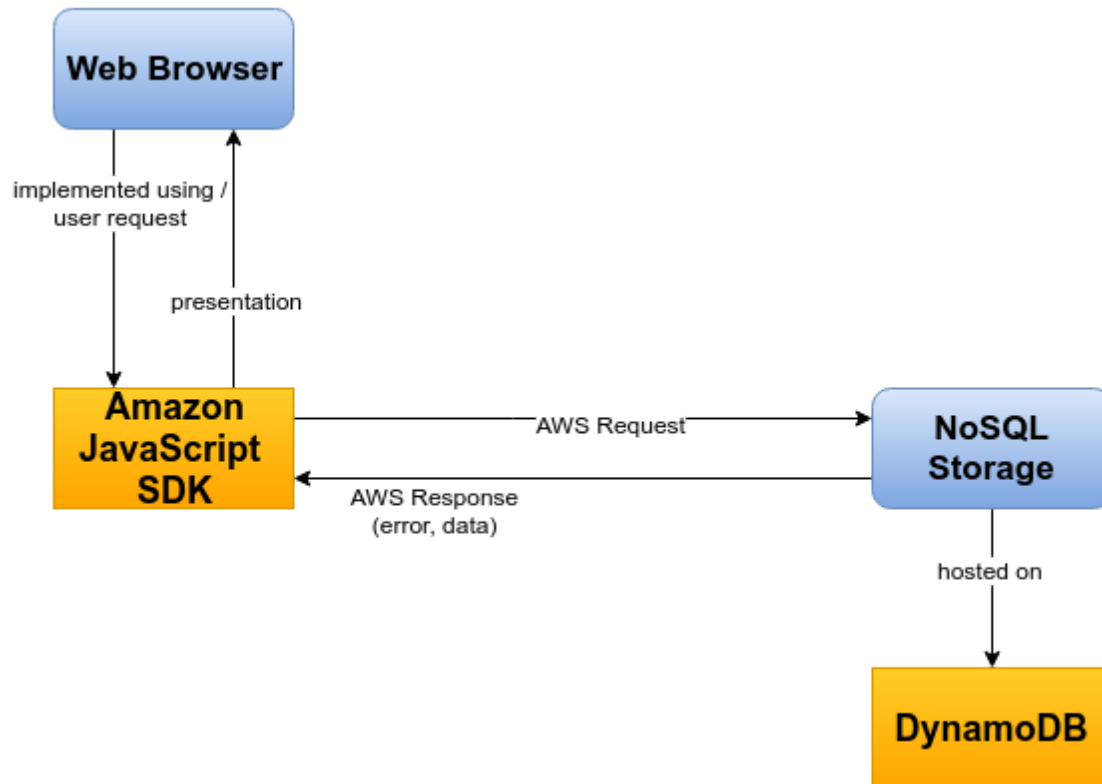 Web Browser
implemented using /
user request
presentation
Amazon
JavaScript
SDK
AWS Request
NoSQL
Storage
AWS Response
(error, data)
hosted on
DynamoDB